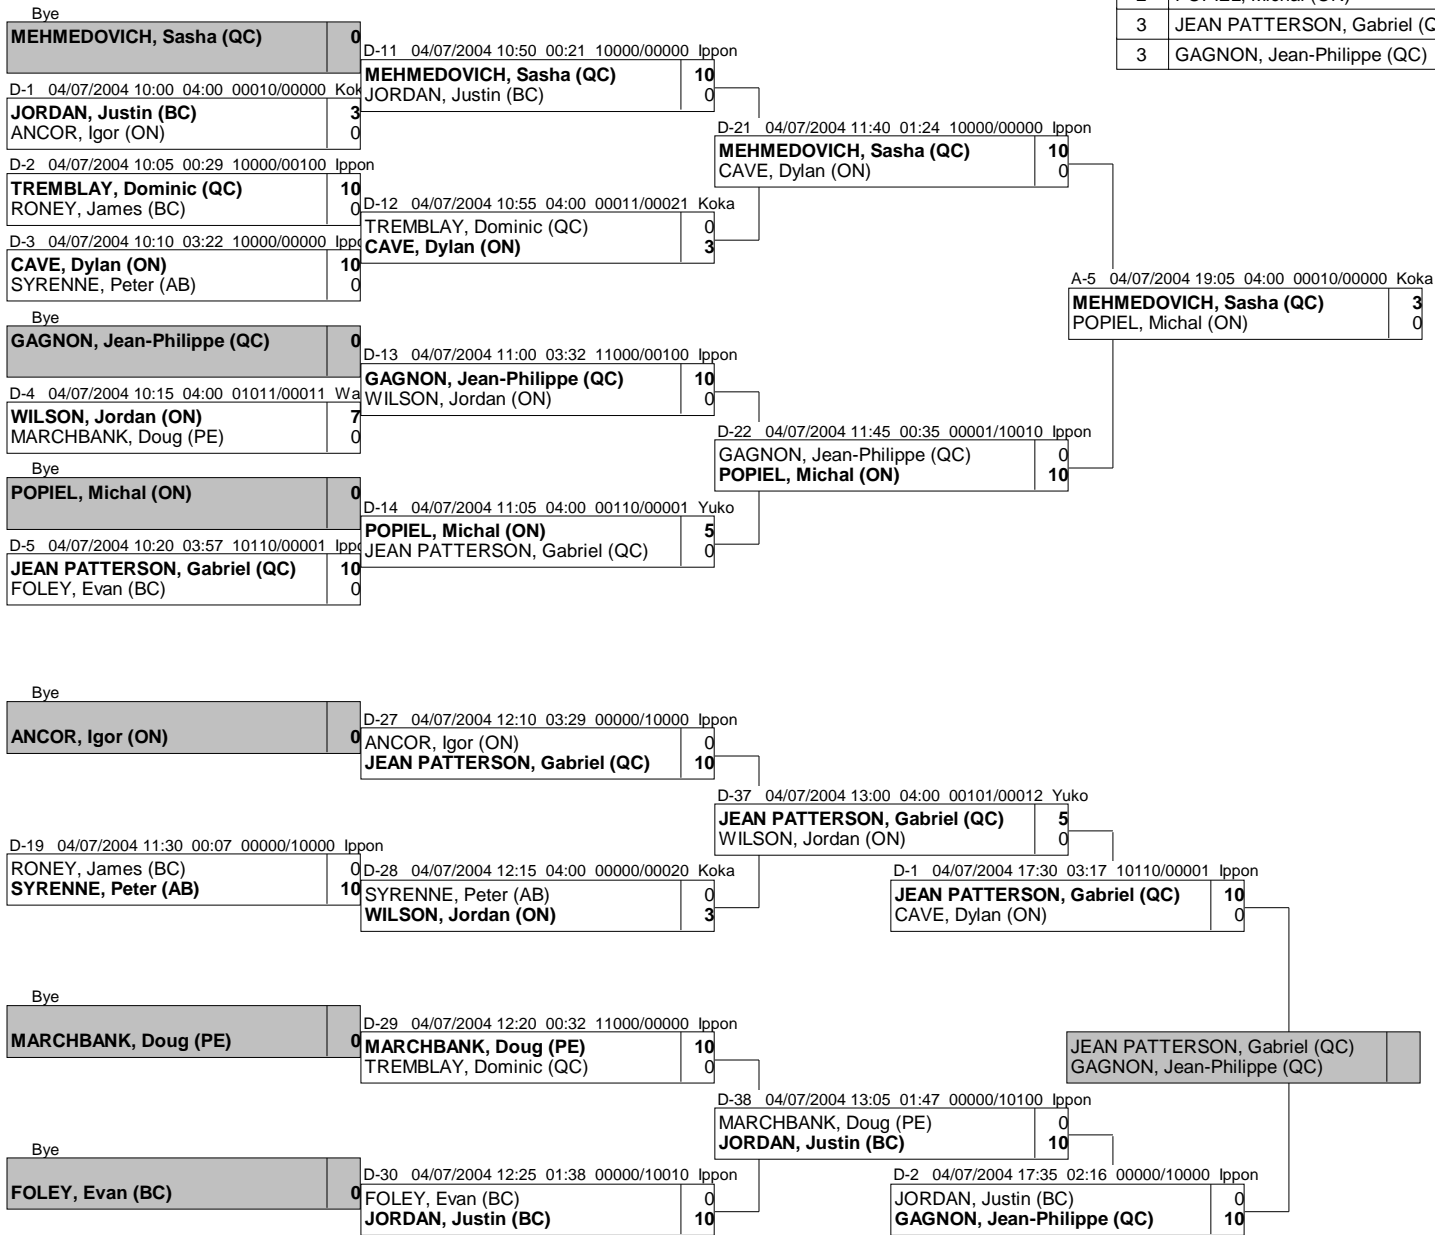 2 POPIEL, Michal (ON)
3 JEAN PATTERSON, Gabriel (Q
3 GAGNON, Jean-Philippe (QC)
Bye
MEHMEDOVICH, Sasha (QC) 0
D-1 04/07/2004 10:00 04:00 00010/00000 Kok
JORDAN, Justin (BC) 3
ANCOR, Igor (ON) 0
D-2 04/07/2004 10:05 00:29 10000/00100 Ippon
TREMBLAY, Dominic (QC) 10
RONEY, James (BC) 0
D-3 04/07/2004 10:10 03:22 10000/00000 Ippo
CAVE, Dylan (ON) 10
SYRENNE, Peter (AB) 0
Bye
GAGNON, Jean-Philippe (QC) 0
D-4 04/07/2004 10:15 04:00 01011/00011 Wa
WILSON, Jordan (ON) 7
MARCHBANK, Doug (PE) 0
Bye
POPIEL, Michal (ON) 0
D-5 04/07/2004 10:20 03:57 10110/00001 Ippo
JEAN PATTERSON, Gabriel (QC) 10
FOLEY, Evan (BC) 0
D-11 04/07/2004 10:50 00:21 10000/00000 Ippon
MEHMEDOVICH, Sasha (QC) 10
JORDAN, Justin (BC) 0
D-12 04/07/2004 10:55 04:00 00011/00021 Koka
TREMBLAY, Dominic (QC) 0
CAVE, Dylan (ON) 3
D-13 04/07/2004 11:00 03:32 11000/00100 Ippon
GAGNON, Jean-Philippe (QC) 10
WILSON, Jordan (ON) 0
D-14 04/07/2004 11:05 04:00 00110/00001 Yuko
POPIEL, Michal (ON) 5
JEAN PATTERSON, Gabriel (QC) 0
D-21 04/07/2004 11:40 01:24 10000/00000 Ippon
MEHMEDOVICH, Sasha (QC) 10
CAVE, Dylan (ON) 0
D-22 04/07/2004 11:45 00:35 00001/10010 Ippon
GAGNON, Jean-Philippe (QC) 0
POPIEL, Michal (ON) 10
A-5 04/07/2004 19:05 04:00 00010/00000 Koka
MEHMEDOVICH, Sasha (QC) 3
POPIEL, Michal (ON) 0
Bye
ANCOR, Igor (ON) 0
D-19 04/07/2004 11:30 00:07 00000/10000 Ippon
RONEY, James (BC) 0
SYRENNE, Peter (AB) 10
Bye
MARCHBANK, Doug (PE) 0
Bye
FOLEY, Evan (BC) 0
D-27 04/07/2004 12:10 03:29 00000/10000 Ippon
ANCOR, Igor (ON) 0
JEAN PATTERSON, Gabriel (QC) 10
D-28 04/07/2004 12:15 04:00 00000/00020 Koka
SYRENNE, Peter (AB) 0
WILSON, Jordan (ON) 3
D-29 04/07/2004 12:20 00:32 11000/00000 Ippon
MARCHBANK, Doug (PE) 10
TREMBLAY, Dominic (QC) 0
D-30 04/07/2004 12:25 01:38 00000/10010 Ippon
FOLEY, Evan (BC) 0
JORDAN, Justin (BC) 10
D-37 04/07/2004 13:00 04:00 00101/00012 Yuko
JEAN PATTERSON, Gabriel (QC) 5
WILSON, Jordan (ON) 0
D-38 04/07/2004 13:05 01:47 00000/10100 Ippon
MARCHBANK, Doug (PE) 0
JORDAN, Justin (BC) 10
D-1 04/07/2004 17:30 03:17 10110/00001 Ippon
JEAN PATTERSON, Gabriel (QC) 10
CAVE, Dylan (ON) 0
D-2 04/07/2004 17:35 02:16 00000/10000 Ippon
JORDAN, Justin (BC) 0
GAGNON, Jean-Philippe (QC) 10
JEAN PATTERSON, Gabriel (QC)
GAGNON, Jean-Philippe (QC)